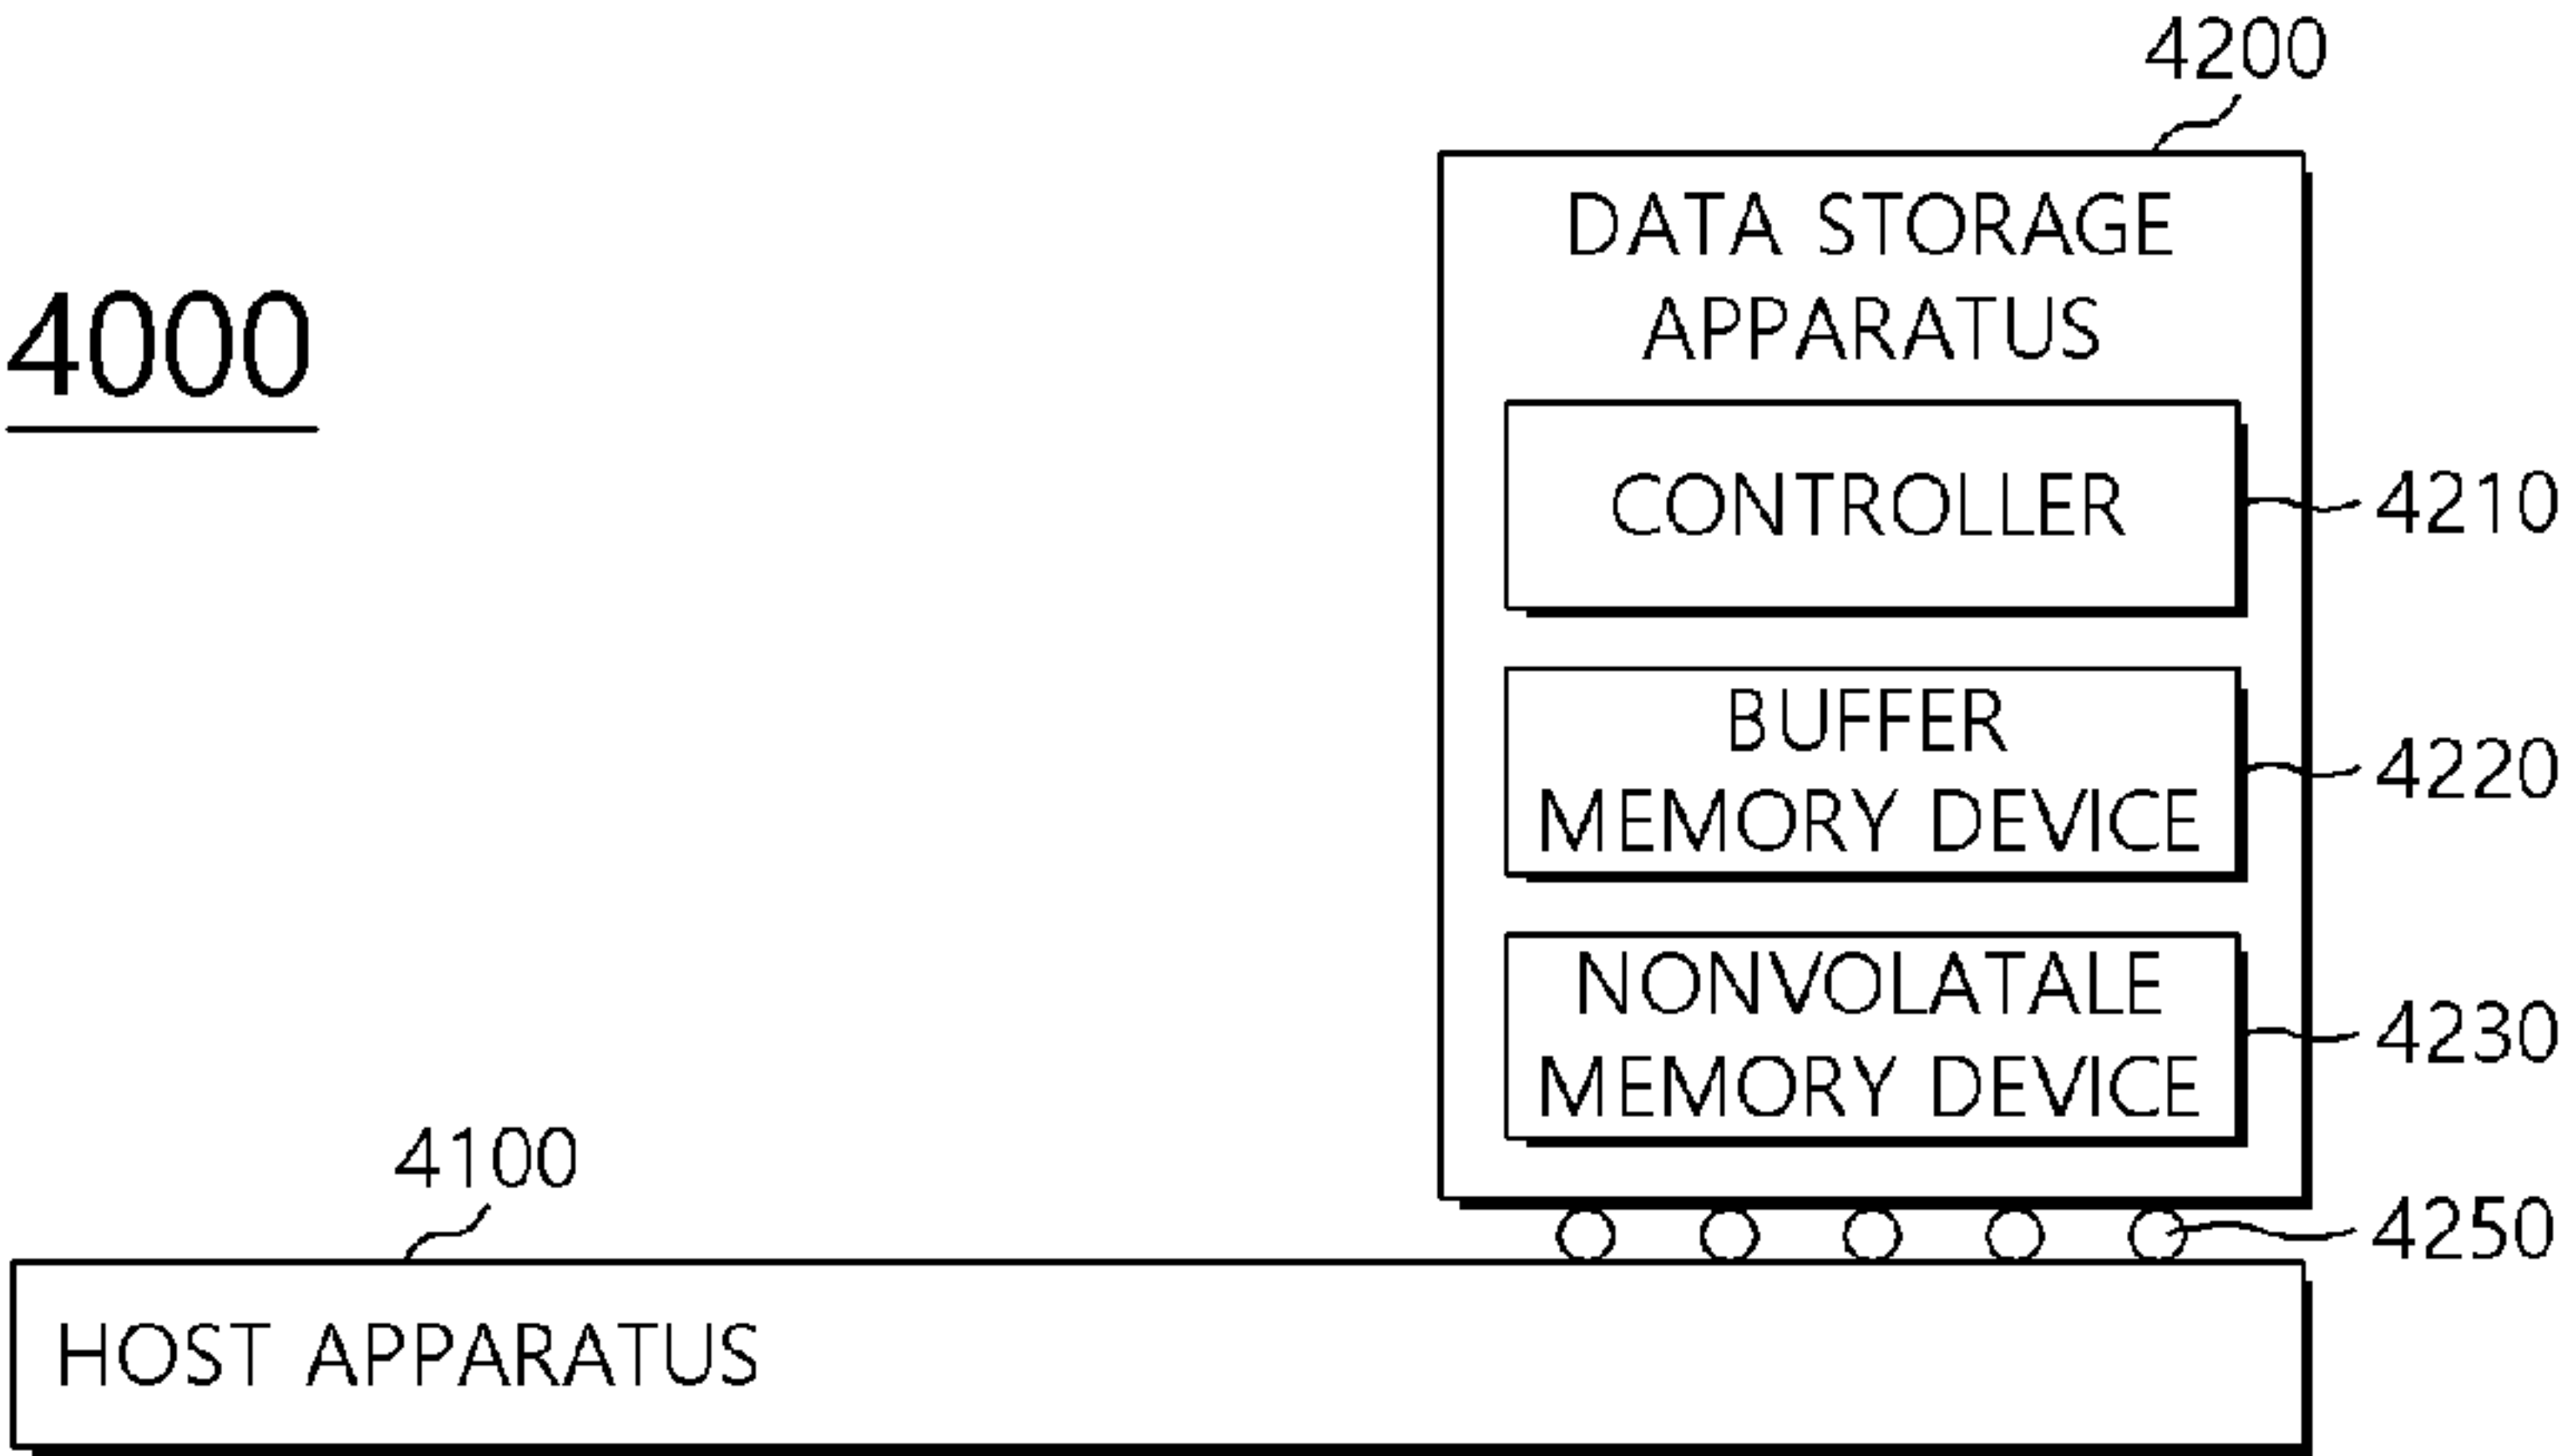 4200
DATA STORAGE
APPARATUS
4000
CONTROLLER
4210
BUFFER
MEMORY DEVICE
4220
NONVOLATALE
MEMORY DEVICE
4230
4100
4250
HOST APPARATUS